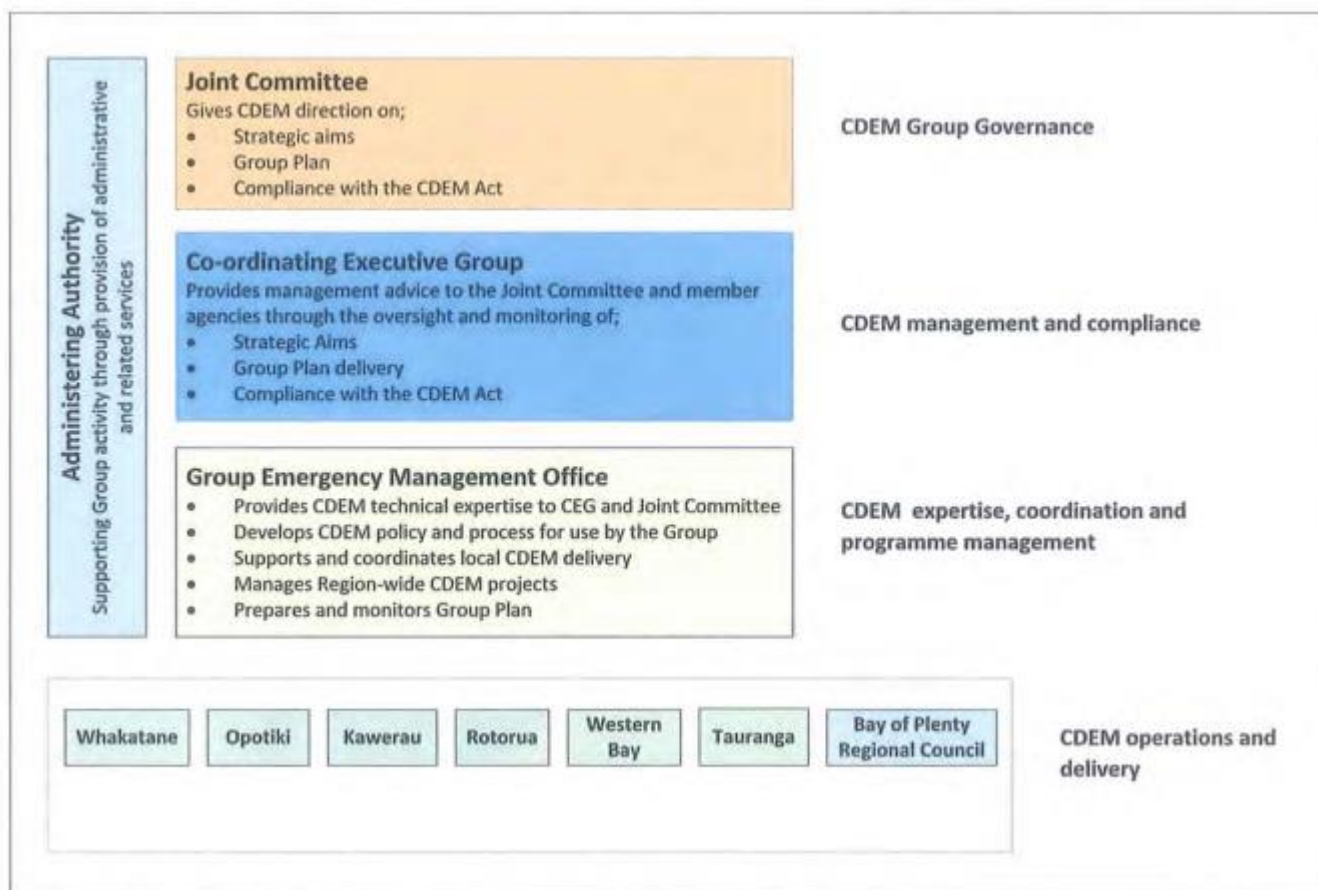 Administering Authority
Supporting Group activity through provision of administrative
and related services
Joint Committee
Gives CDEM direction on;
• Strategic aims
• Group Plan
• Compliance with the CDEM Act
CDEM Group Governance
Co-ordinating Executive Group
Provides management advice to the Joint Committee and member
agencies through the oversight and monitoring of;
• Strategic Aims
• Group Plan delivery
• Compliance with the CDEM Act
CDEM management and compliance
Group Emergency Management Office
• Provides CDEM technical expertise to CEG and Joint Committee
• Develops CDEM policy and process for use by the Group
• Supports and coordinates local CDEM delivery
• Manages Region-wide CDEM projects
• Prepares and monitors Group Plan
CDEM expertise, coordination and
programme management
Whakatane
Opotiki
Kawerau
Rotorua
Western
Bay
Tauranga
Bay of Plenty
Regional Council
CDEM operations and
delivery